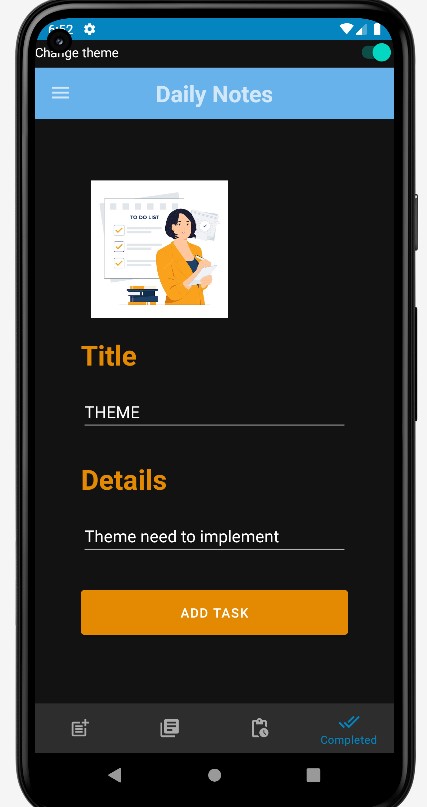 6:52
Change theme
Daily Notes
TO DO LIST
Title
THEME
Details
Theme need to implement
ADD TASK
Completed